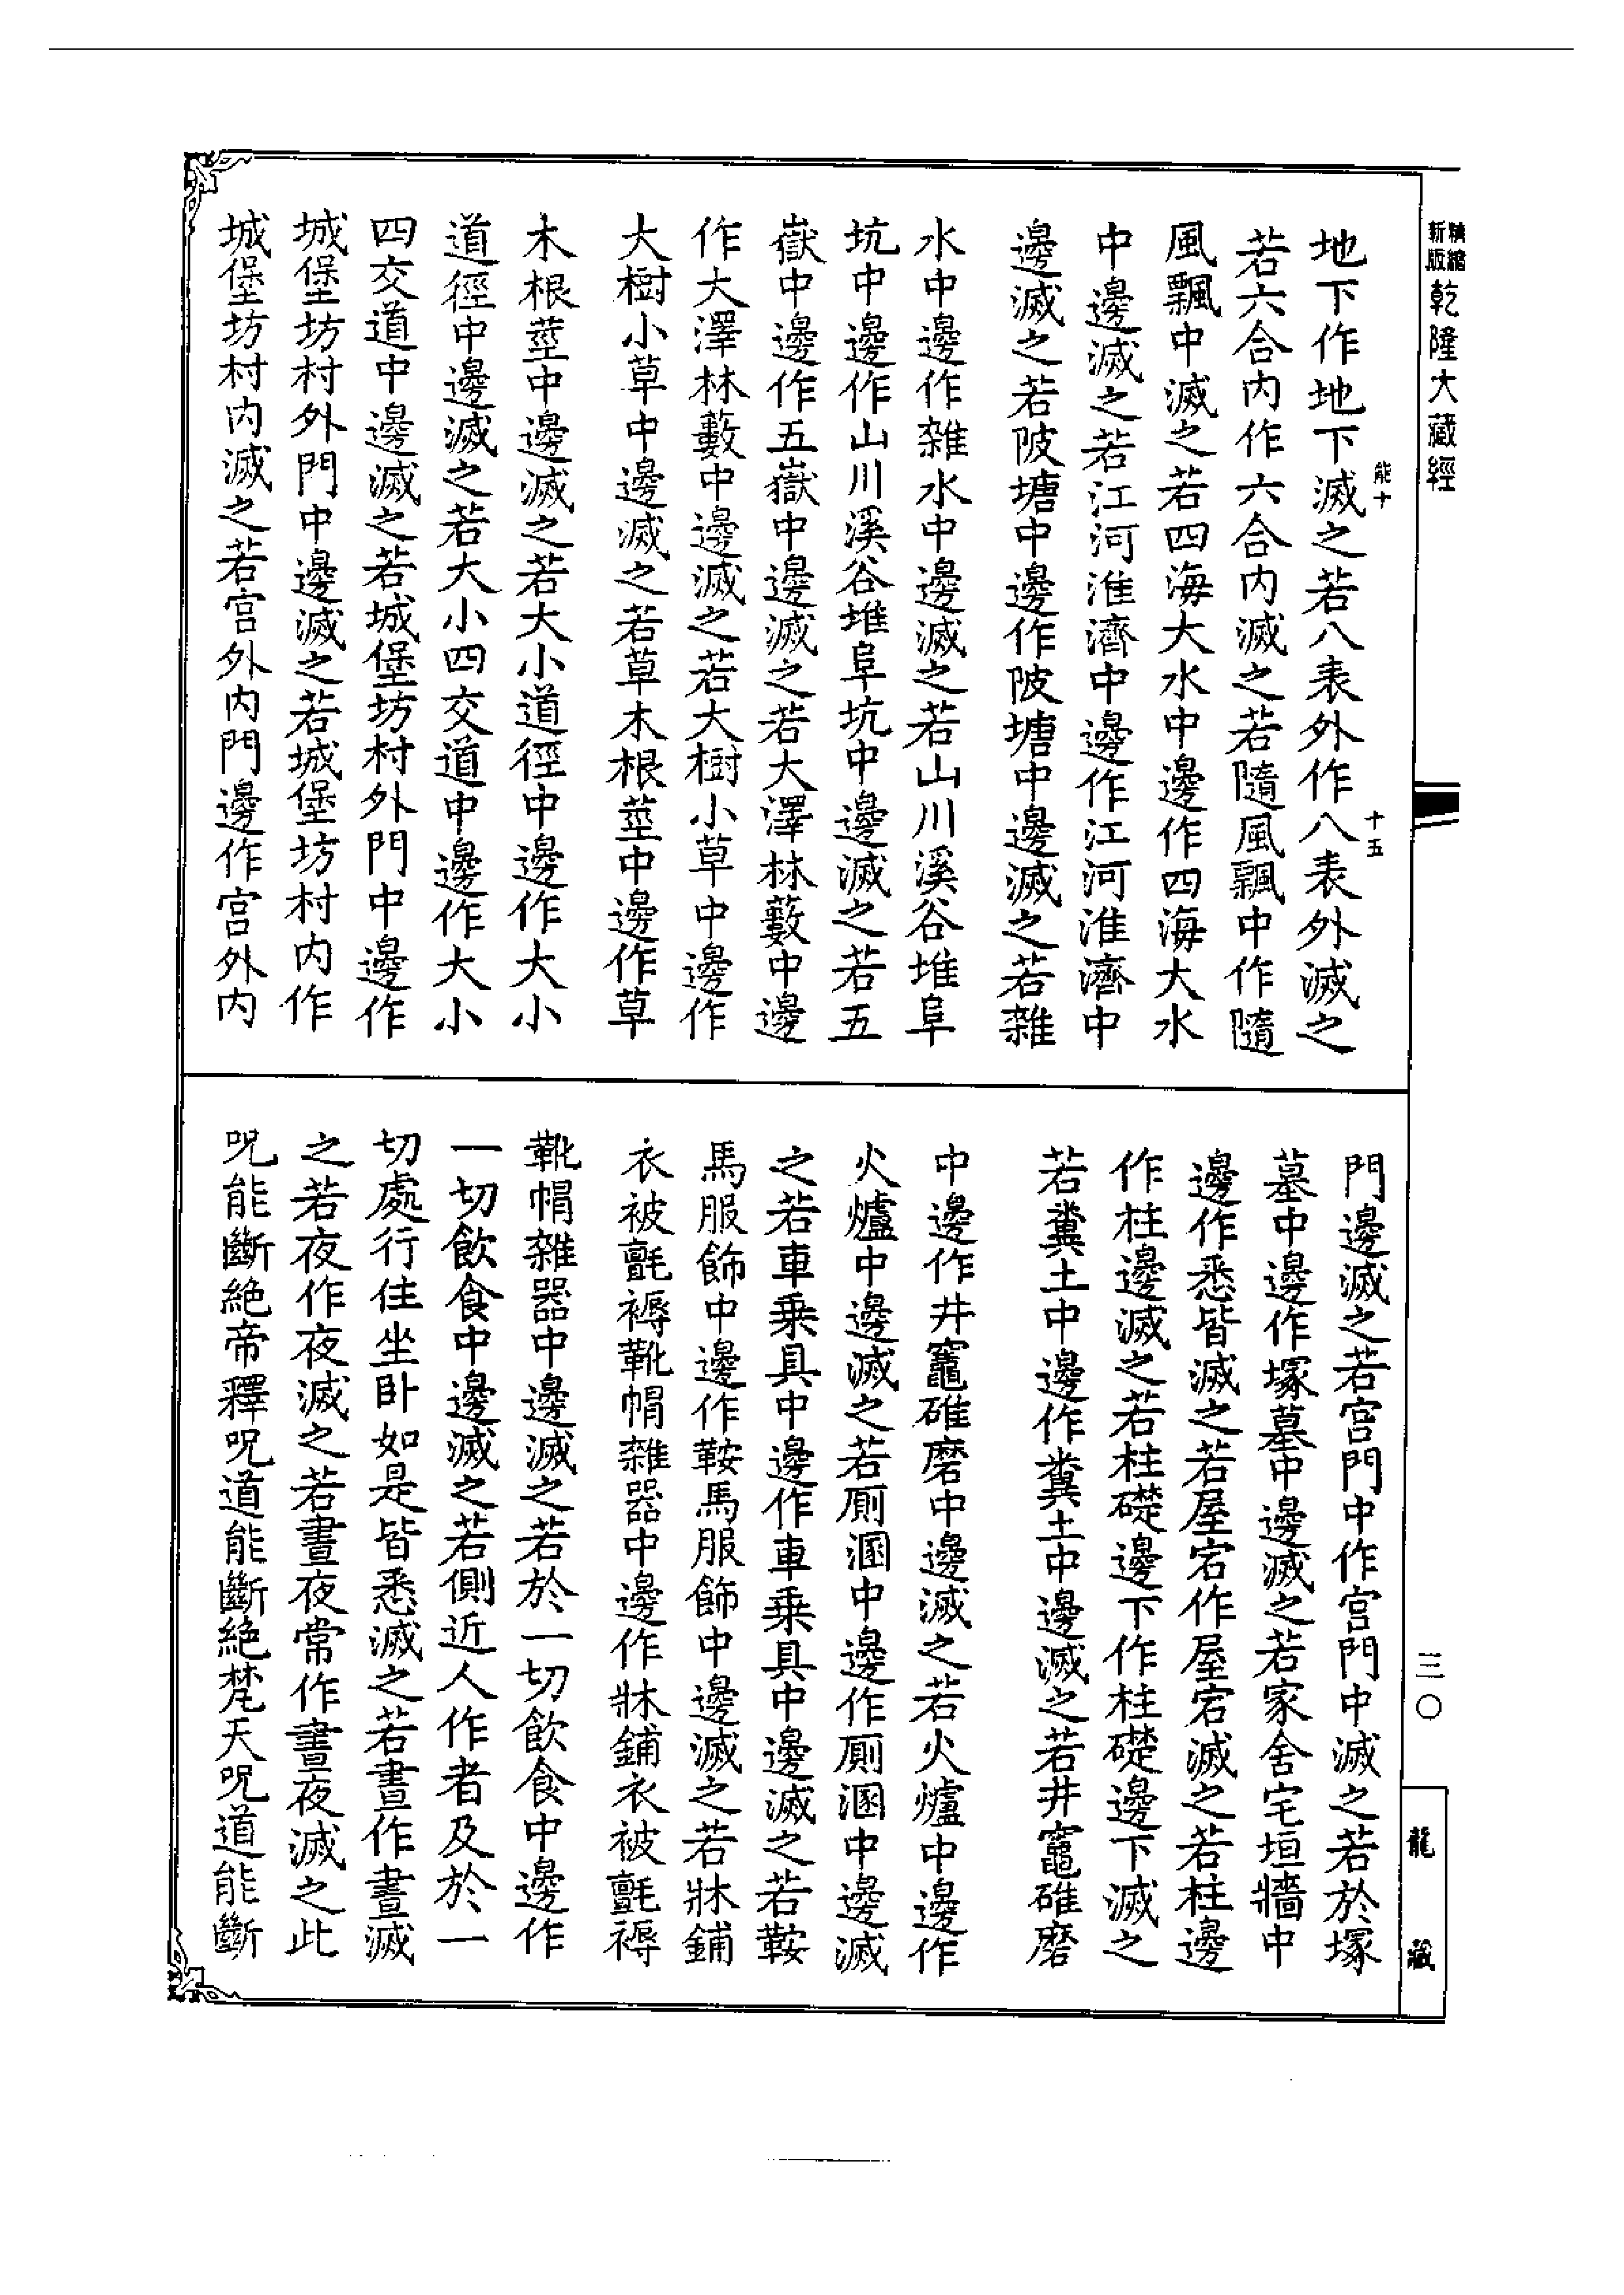 新版精縮乾隆大藏經
能十
十五
地下作地下滅之若八表外作八表外滅之
若六合內作六合內滅之若隨風飄中作隨
風飄中滅之若四海大水中邊作四海大水
中邊滅之若江河淮濟中邊作江河淮濟中
邊滅之若陂塘中邊作陂塘中邊滅之若雜
水中邊作雜水中邊滅之若山川溪谷堆阜
坑中邊作山川溪谷堆阜坑中邊滅之若五
嶽中邊作五嶽中邊滅之若大澤林藪中邊
作大澤林藪中邊滅之若大樹小草中邊作
大樹小草中邊滅之若草木根莖中邊作草
木根莖中邊滅之若大小道徑中邊作大小
道徑中邊滅之若大小四交道中邊作大小
四交道中邊滅之若城堡坊村外門中邊作
城堡坊村外門中邊滅之若城堡坊村內作
城堡坊村內滅之若宮外內門邊作宮外內
門邊滅之若宮門中作宮門中滅之若於塚
墓中邊作塚墓中邊滅之若家舍宅垣牆中
邊作悉皆滅之若屋宕作屋宕滅之若柱邊
作柱邊滅之若柱礎邊下作柱礎邊下滅之
若糞土中邊作糞土中邊滅之若井竈碓磨
中邊作井竈碓磨中邊滅之若火爐中邊作
火爐中邊滅之若厠溷中邊作厠溷中邊滅
之若車乗具中邊作車乗具中邊滅之若鞍
馬服飾中邊作鞍馬服飾中邊滅之若牀鋪
衣被氈褥靴帽雜器中邊作牀鋪衣被氈褥
靴帽雜器中邊滅之若於一切飲食中邊作
一切飲食中邊滅之若側近人作者及於一
切處行住坐卧如是皆悉滅之若晝作晝滅
之若夜作夜滅之若晝夜常作晝夜滅之此
呪能斷絶帝釋呪道能斷絶梵天呪道能斷
三〇
龍藏